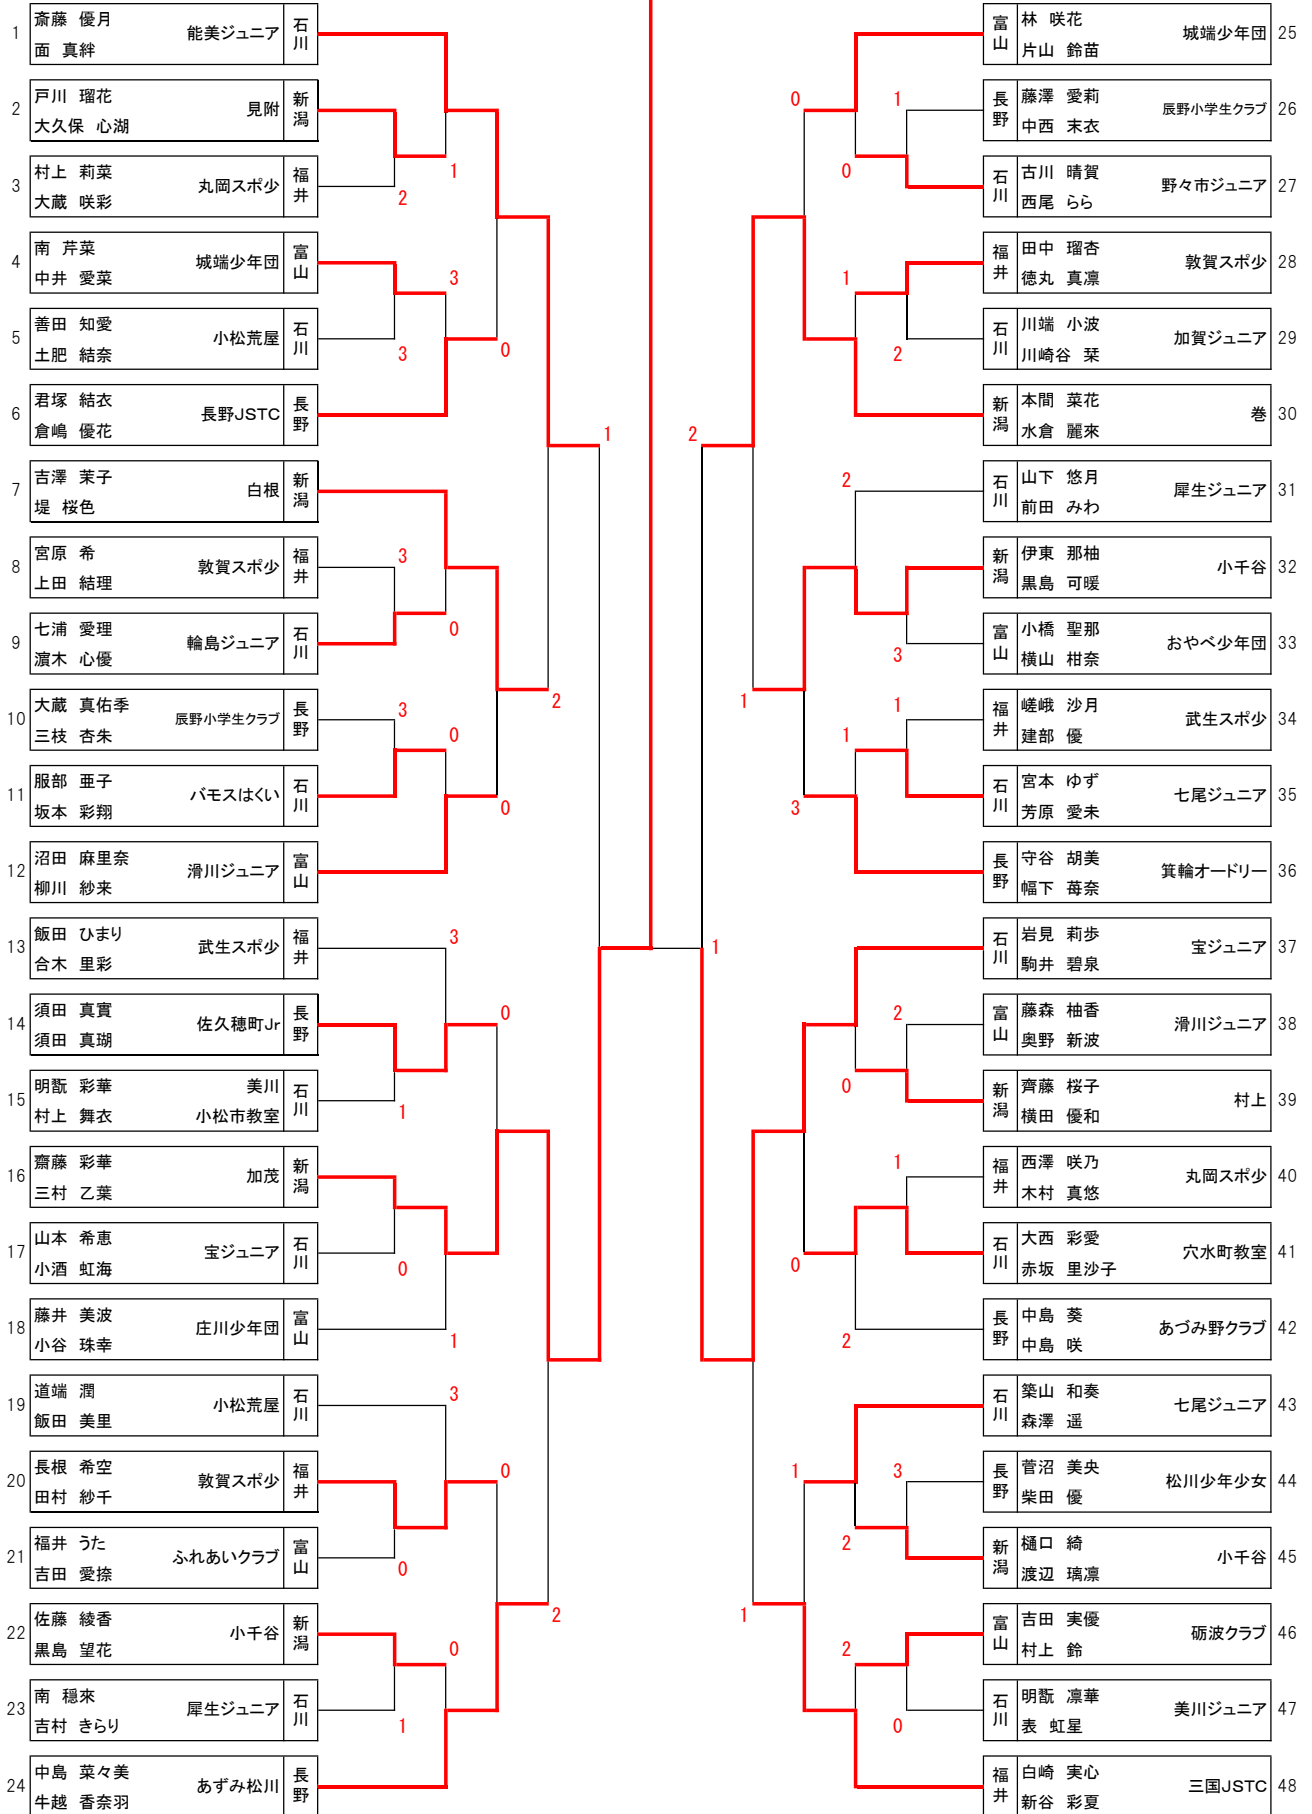 1 斎藤 優月 面 真絆 能美ジュニア 石川
2 戸川 瑠花 大久保 心湖 見附 新潟
3 村上 莉菜 大蔵 咲彩 丸岡スポ少 福井
4 南 芹菜 中井 愛菜 城端少年団 富山
5 善田 知愛 土肥 結奈 小松荒屋 石川
6 君塚 結衣 倉嶋 優花 長野JSTC 長野
7 吉澤 茉子 堤 桜色 白根 新潟
8 宮原 希 上田 結理 敦賀スポ少 福井
9 七浦 愛理 濵木 心優 輪島ジュニア 石川
10 大蔵 真佑季 三枝 杏朱 辰野小学生クラブ 長野
11 服部 亜子 坂本 彩翔 バモスはくい 石川
12 沼田 麻里奈 柳川 紗来 滑川ジュニア 富山
13 飯田 ひまり 合木 里彩 武生スポ少 福井
14 須田 真實 須田 真瑚 佐久穂町Jr 長野
15 明翫 彩華 村上 舞衣 美川 小松市教室 石川
16 齋藤 彩華 三村 乙葉 加茂 新潟
17 山本 希恵 小酒 虹海 宝ジュニア 石川
18 藤井 美波 小谷 珠幸 庄川少年団 富山
19 道端 潤 飯田 美里 小松荒屋 石川
20 長根 希空 田村 紗千 敦賀スポ少 福井
21 福井 うた 吉田 愛捺 ふれあいクラブ 富山
22 佐藤 綾香 黒島 望花 小千谷 新潟
23 南 穏來 吉村 きらり 犀生ジュニア 石川
24 中島 菜々美 牛越 香奈羽 あずみ松川 長野
1
2
3
3
0
3
0
3
0
0
2
1
3
0
1
0
1
3
0
0
0
1
2
0
1
1
0
1
2
2
3
1
1
3
1
2
0
1
2
0
1
3
2
2
0
1
富山 林 咲花 片山 鈴苗 城端少年団 25
長野 藤澤 愛莉 中西 末衣 辰野小学生クラブ 26
石川 古川 晴賀 西尾 らら 野々市ジュニア 27
福井 田中 瑠杏 徳丸 真凛 敦賀スポ少 28
石川 川端 小波 川崎谷 栞 加賀ジュニア 29
新潟 本間 菜花 水倉 麗來 巻 30
石川 山下 悠月 前田 みわ 犀生ジュニア 31
新潟 伊東 那柚 黒島 可暖 小千谷 32
富山 小橋 聖那 横山 柑奈 おやべ少年団 33
福井 嵯峨 沙月 建部 優 武生スポ少 34
石川 宮本 ゆず 芳原 愛未 七尾ジュニア 35
長野 守谷 胡美 幅下 苺奈 箕輪オードリー 36
石川 岩見 莉歩 駒井 碧泉 宝ジュニア 37
富山 藤森 柚香 奥野 新波 滑川ジュニア 38
新潟 齊藤 桜子 横田 優和 村上 39
福井 西澤 咲乃 木村 真悠 丸岡スポ少 40
石川 大西 彩愛 赤坂 里沙子 穴水町教室 41
長野 中島 葵 中島 咲 あづみ野クラブ 42
石川 築山 和奏 森澤 遥 七尾ジュニア 43
長野 菅沼 美央 柴田 優 松川少年少女 44
新潟 樋口 綺 渡辺 璃凛 小千谷 45
富山 吉田 実優 村上 鈴 砺波クラブ 46
石川 明翫 凛華 表 虹星 美川ジュニア 47
福井 白崎 実心 新谷 彩夏 三国JSTC 48